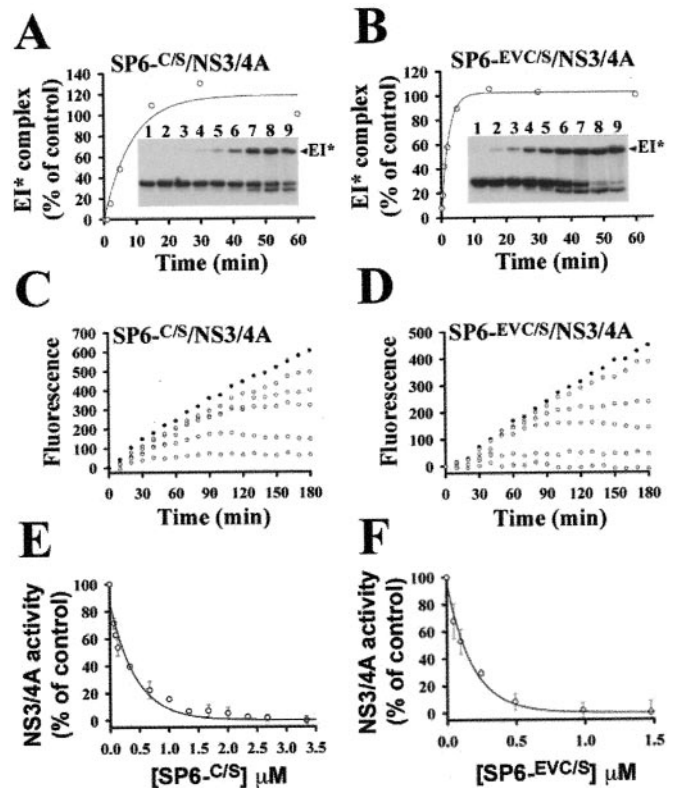 A
SP6-C/S/NS3/4A
EI* complex
(% of control)
140
120
100
80
60
40
20
0
1 2 3 4 5 6 7 8 9
EI*
0 10 20 30 40 50 60
Time (min)
B
SP6-EVC/S/NS3/4A
EI* complex
(% of control)
120
100
80
60
40
20
0
1 2 3 4 5 6 7 8 9
EI*
0 10 20 30 40 50 60
Time (min)
C
SP6-C/S/NS3/4A
Fluorescence
700
600
500
400
300
200
100
0
0 30 60 90 120 150 180
Time (min)
D
SP6-EVC/S/NS3/4A
Fluorescence
500
400
300
200
100
0
0 30 60 90 120 150 180
Time (min)
E
NS3/4A activity
(% of control)
100
80
60
40
20
0
0.0 0.5 1.0 1.5 2.0 2.5 3.0 3.5
[SP6-C/S] µM
F
NS3/4A activity
(% of control)
100
80
60
40
20
0
0.0 0.5 1.0 1.5
[SP6-EVC/S] µM